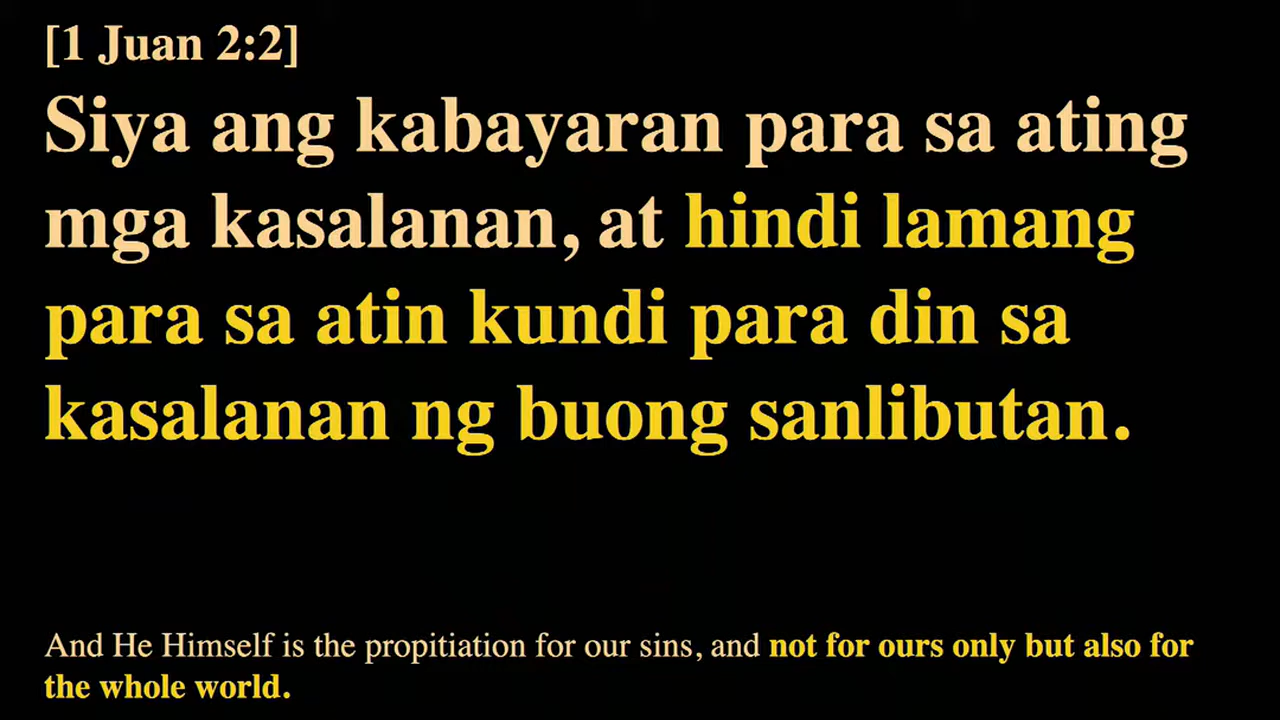 [1 Juan 2:2]
Siya ang kabayaran para sa ating
mga kasalanan, at hindi lamang
para sa atin kundi para din sa
kasalanan ng buong sanlibutan.
And He Himself is the propitiation for our sins, and not for ours only but also for
the whole world.